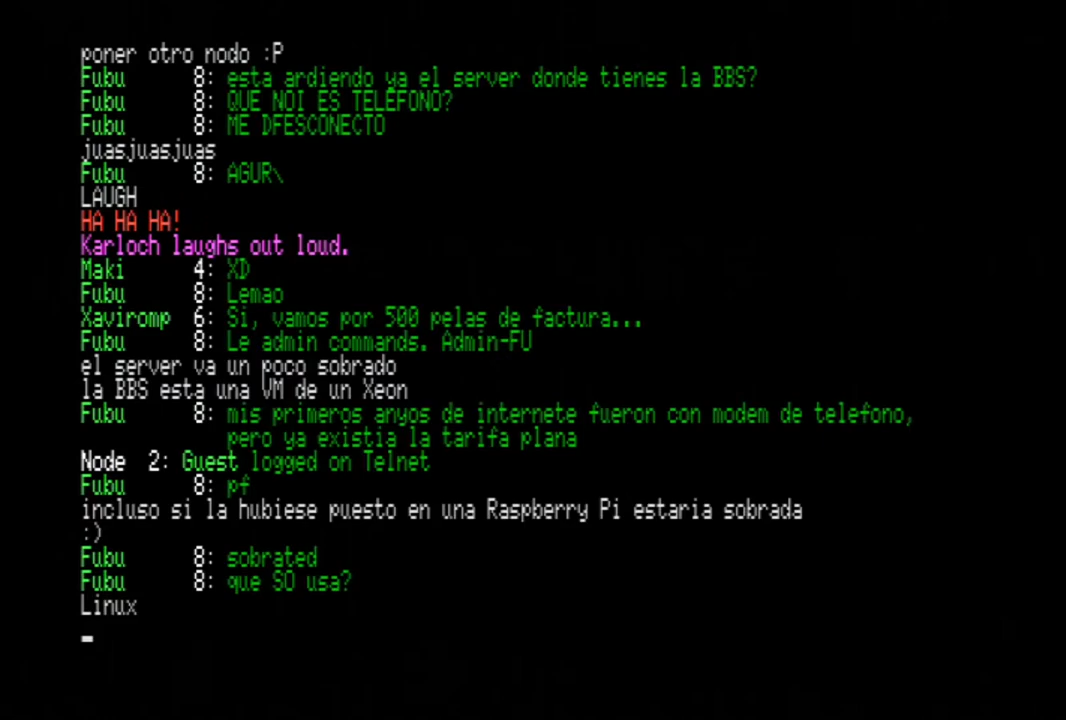 poner otro nodo :P
Fubu 8: esta ardiendo ya el server donde tienes la BBS?
Fubu 8: QUE NOI ES TELEFONO?
Fubu 8: ME DFESCONECTO
juasjuasjuas
Fubu 8: AGUR\
LAUGH
HA HA HA!
Karloch laughs out loud.
Maki 4: XD
Fubu 8: Lemao
Xaviromp 6: Si, vamos por 500 pelas de factura...
Fubu 8: Le admin commands. Admin-FU
el server va un poco sobrado
la BBS esta una VM de un Xeon
Fubu 8: mis primeros anyos de internete fueron con modem de telefono,
pero ya existia la tarifa plana
Node 2: Guest logged on Telnet
Fubu 8: pf
incluso si la hubiese puesto en una Raspberry Pi estaria sobrada
:)
Fubu 8: sobrated
Fubu 8: que SO usa?
Linux